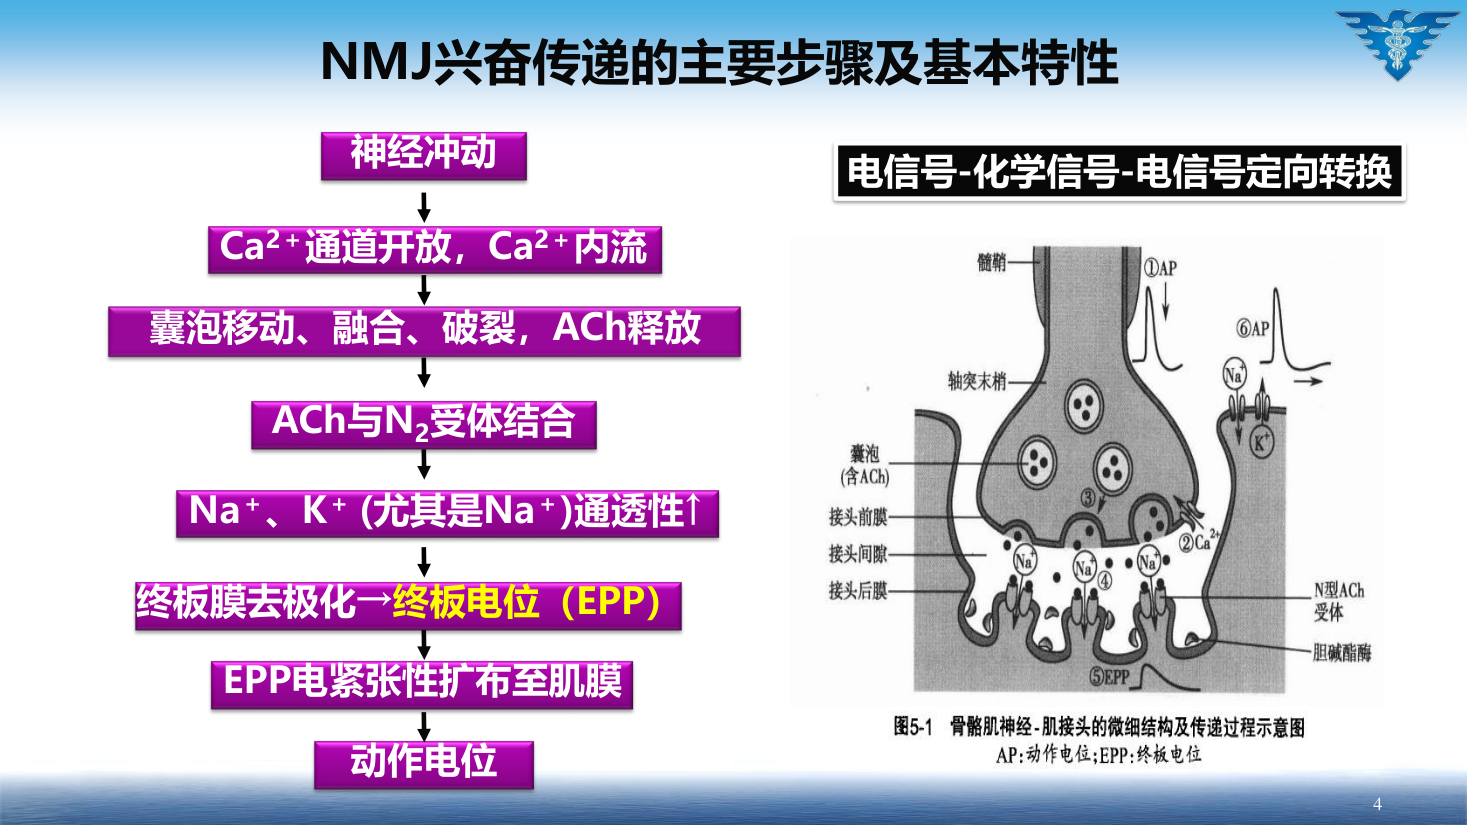 NMJ兴奋传递的主要步骤及基本特性
神经冲动
Ca²⁺通道开放，Ca²⁺内流
囊泡移动、融合、破裂，ACh释放
ACh与N₂受体结合
Na⁺、K⁺ (尤其是Na⁺)通透性↑
终板膜去极化→终板电位（EPP）
EPP电紧张性扩布至肌膜
动作电位
电信号-化学信号-电信号定向转换
髓鞘
①AP
⑥AP
Na⁺
轴突末梢
K⁺
囊泡
(含ACh)
③
接头前膜
②Ca²⁺
接头间隙
Na⁺
Na⁺
Na⁺
④
接头后膜
N型ACh
受体
胆碱酯酶
⑤EPP
图5-1 骨骼肌神经-肌接头的微细结构及传递过程示意图
AP:动作电位;EPP:终板电位
4